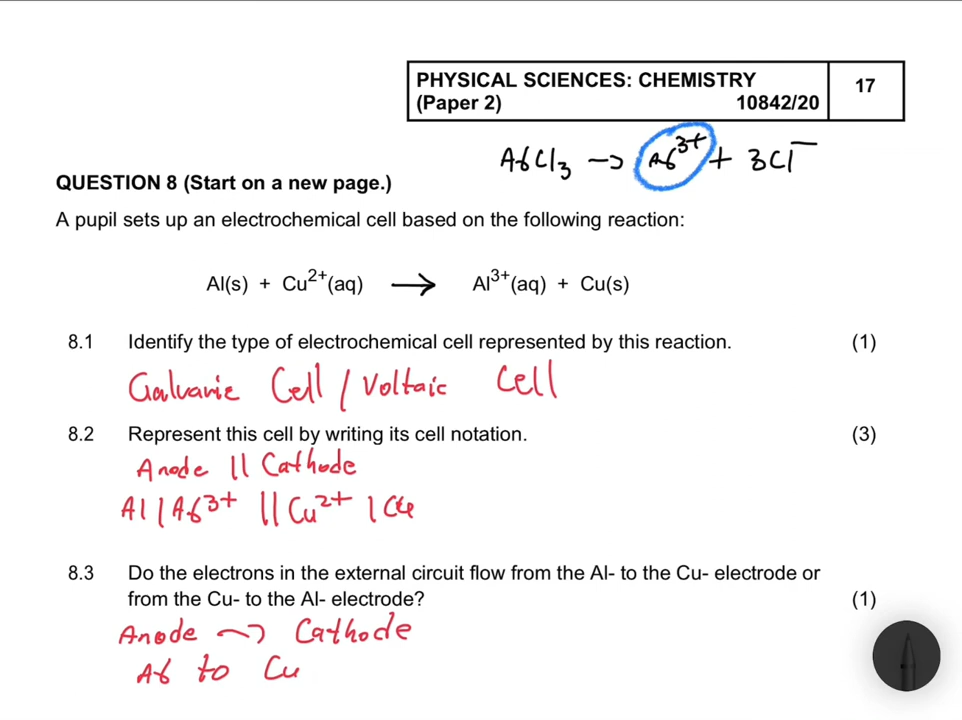 PHYSICAL SCIENCES: CHEMISTRY 17
(Paper 2) 10842/20
AlCl₃ → Al³⁺ + 3Cl⁻
QUESTION 8 (Start on a new page.)
A pupil sets up an electrochemical cell based on the following reaction:
Al(s) + Cu²⁺(aq) → Al³⁺(aq) + Cu(s)
8.1 Identify the type of electrochemical cell represented by this reaction. (1)
Galvanic Cell / Voltaic Cell
8.2 Represent this cell by writing its cell notation. (3)
Anode || Cathode
Al | Al³⁺ || Cu²⁺ | Cu
8.3 Do the electrons in the external circuit flow from the Al- to the Cu- electrode or
from the Cu- to the Al- electrode? (1)
Anode → Cathode
Al to Cu